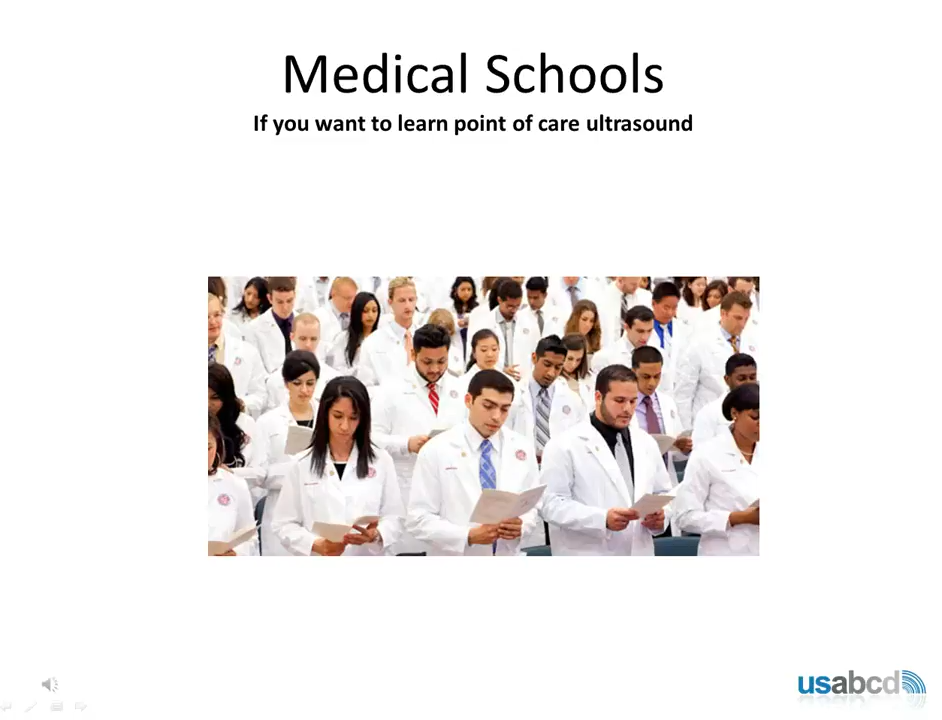 Medical Schools
If you want to learn point of care ultrasound
usabcd